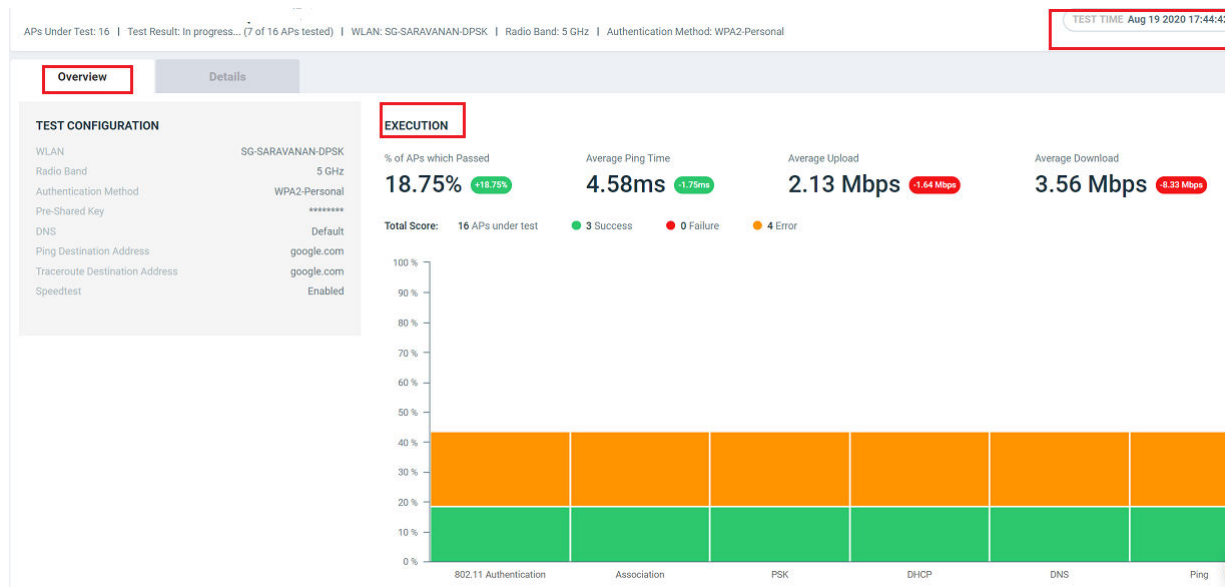 TEST TIME Aug 19 2020 17:44:42
APs Under Test: 16 | Test Result: In progress... (7 of 16 APs tested) | WLAN: SG-SARAVANAN-DPSK | Radio Band: 5 GHz | Authentication Method: WPA2-Personal
Overview Details
TEST CONFIGURATION
WLAN SG-SARAVANAN-DPSK
Radio Band 5 GHz
Authentication Method WPA2-Personal
Pre-Shared Key ********
DNS Default
Ping Destination Address google.com
Traceroute Destination Address google.com
Speedtest Enabled
EXECUTION
% of APs which Passed Average Ping Time Average Upload Average Download
18.75% +18.75% 4.58ms -1.75ms 2.13 Mbps -1.64 Mbps 3.56 Mbps -8.33 Mbps
Total Score: 16 APs under test 3 Success 0 Failure 4 Error
100 %
90 %
80 %
70 %
60 %
50 %
40 %
30 %
20 %
10 %
0 %
802.11 Authentication Association PSK DHCP DNS Ping